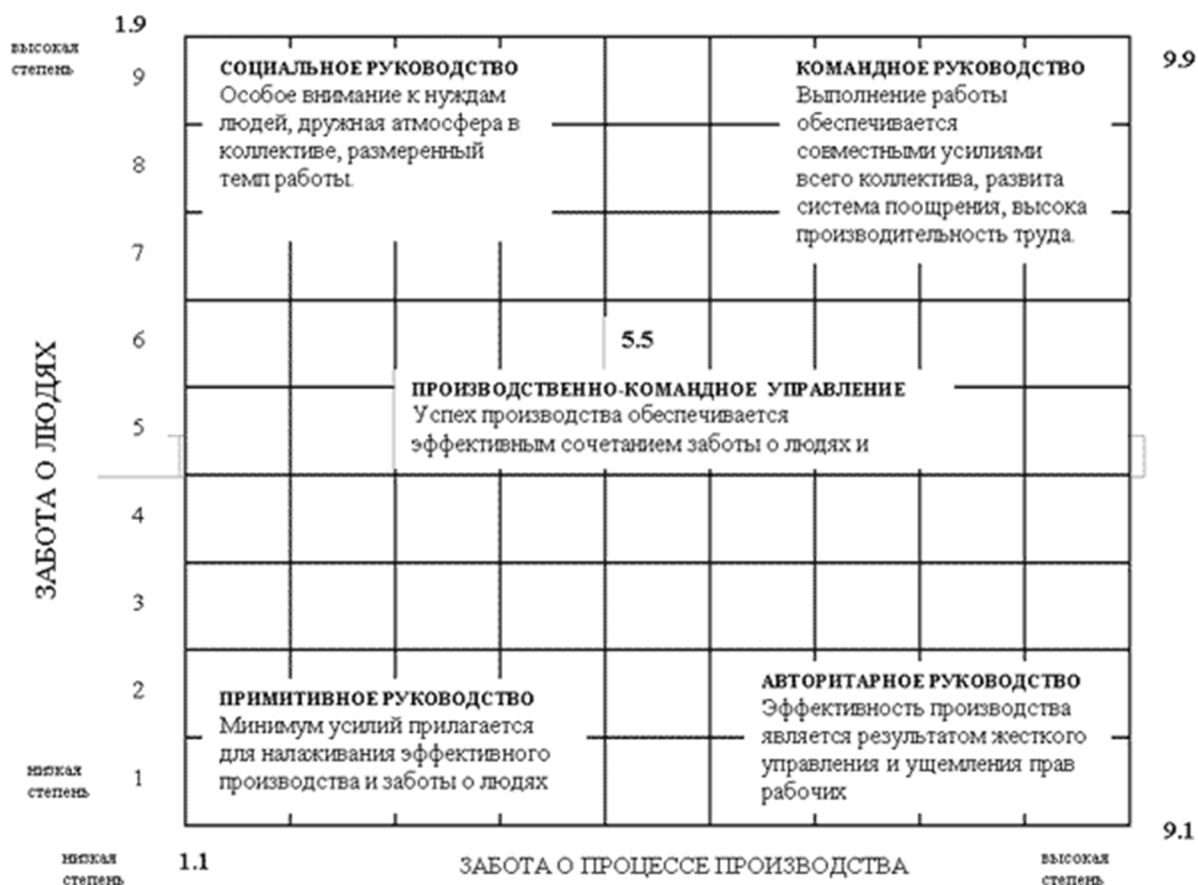 1.9
высокая
степень
9
8
7
6
5
4
3
2
1
низкая
степень
ЗАБОТА О ЛЮДЯХ
СОЦИАЛЬНОЕ РУКОВОДСТВО
Особое внимание к нуждам
людей, дружная атмосфера в
коллективе, размеренный
темп работы.
КОМАНДНОЕ РУКОВОДСТВО
Выполнение работы
обеспечивается
совместными усилиями
всего коллектива, развита
система поощрения, высока
производительность труда.
9.9
5.5
ПРОИЗВОДСТВЕННО-КОМАНДНОЕ УПРАВЛЕНИЕ
Успех производства обеспечивается
эффективным сочетанием заботы о людях и
ПРИМИТИВНОЕ РУКОВОДСТВО
Минимум усилий прилагается
для налаживания эффективного
производства и заботы о людях
АВТОРИТАРНОЕ РУКОВОДСТВО
Эффективность производства
является результатом жесткого
управления и ущемления прав
рабочих
9.1
низкая
степень
1.1
ЗАБОТА О ПРОЦЕССЕ ПРОИЗВОДСТВА
высокая
степень